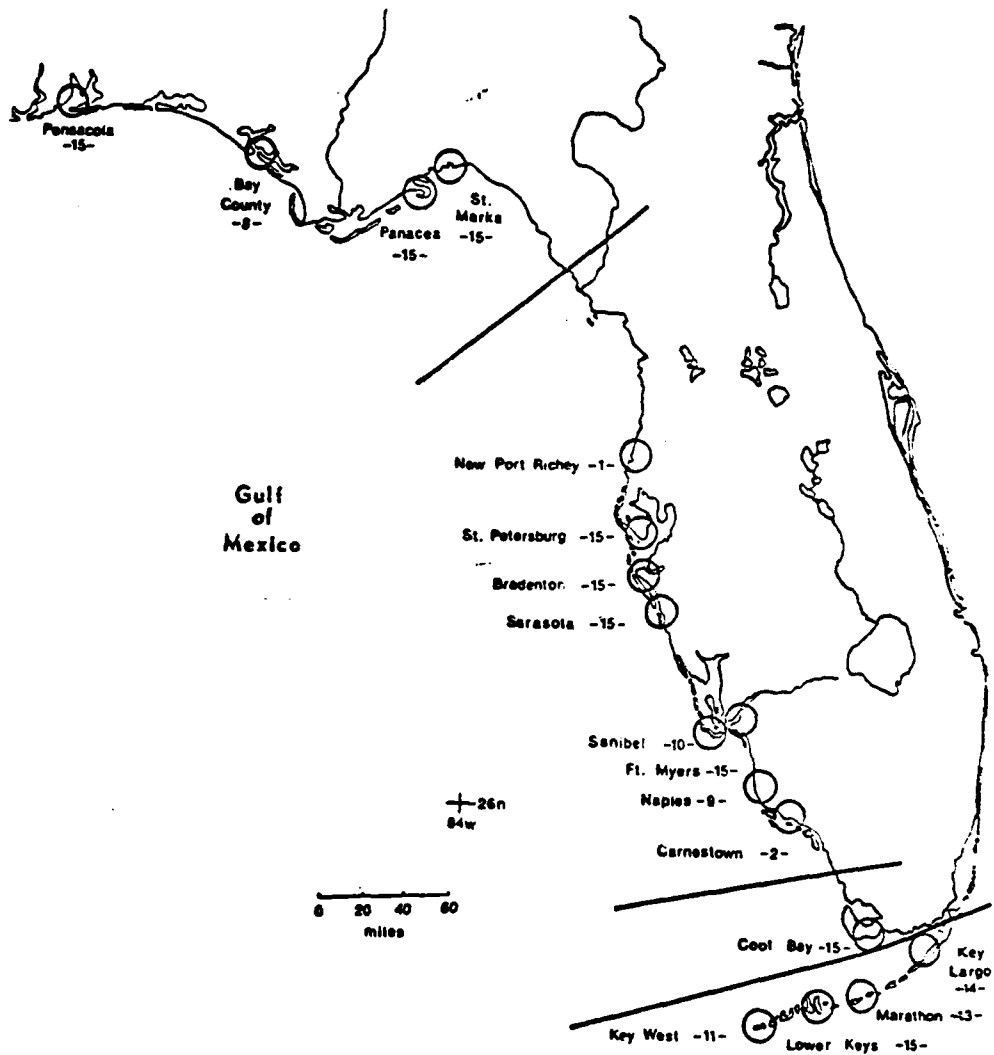 Pensacola
-15-
Bay
County
-8-
Panacea
-15-
St.
Marks
-15-
New Port Richey -1-
Gulf
of
Mexico
St. Petersburg -15-
Bradenton -15-
Sarasota -15-
Sanibel -10-
Ft. Myers -15-
Naples -9-
Carnestown -2-
26n
84w
0 20 40 60
miles
Coot Bay -15-
Key
Largo
-14-
Marathon -13-
Key West -11-
Lower Keys -15-